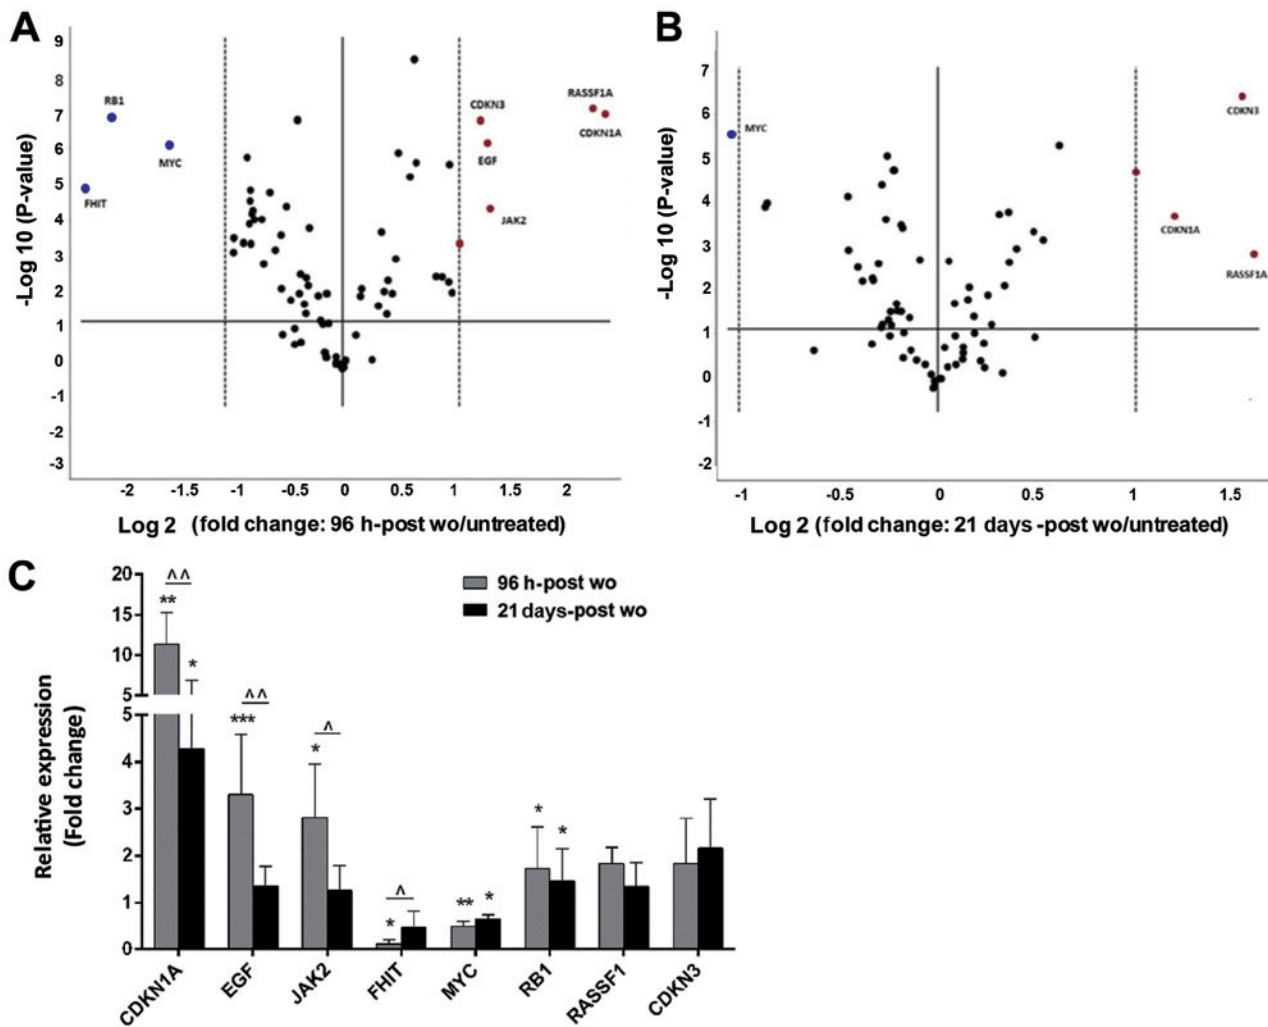 A
-Log 10 (P-value)
9
8
7
6
5
4
3
2
1
0
-1
-2
-3
RB1
MYC
FHIT
CDKN3
EGF
JAK2
RASSF1A
CDKN1A
-2 -1.5 -1 -0.5 0 0.5 1 1.5 2
Log 2 (fold change: 96 h-post wo/untreated)
B
-Log 10 (P-value)
7
6
5
4
3
2
1
0
-1
-2
MYC
CDKN3
CDKN1A
RASSF1A
-1 -0.5 0 0.5 1 1.5
Log 2 (fold change: 21 days -post wo/untreated)
C
Relative expression
(Fold change)
20
15
10
5
5
4
3
2
1
0
96 h-post wo
21 days-post wo
^^
**
*
^^
***
^
*
^
*
**
*
*
*
CDKN1A
EGF
JAK2
FHIT
MYC
RB1
RASSF1
CDKN3